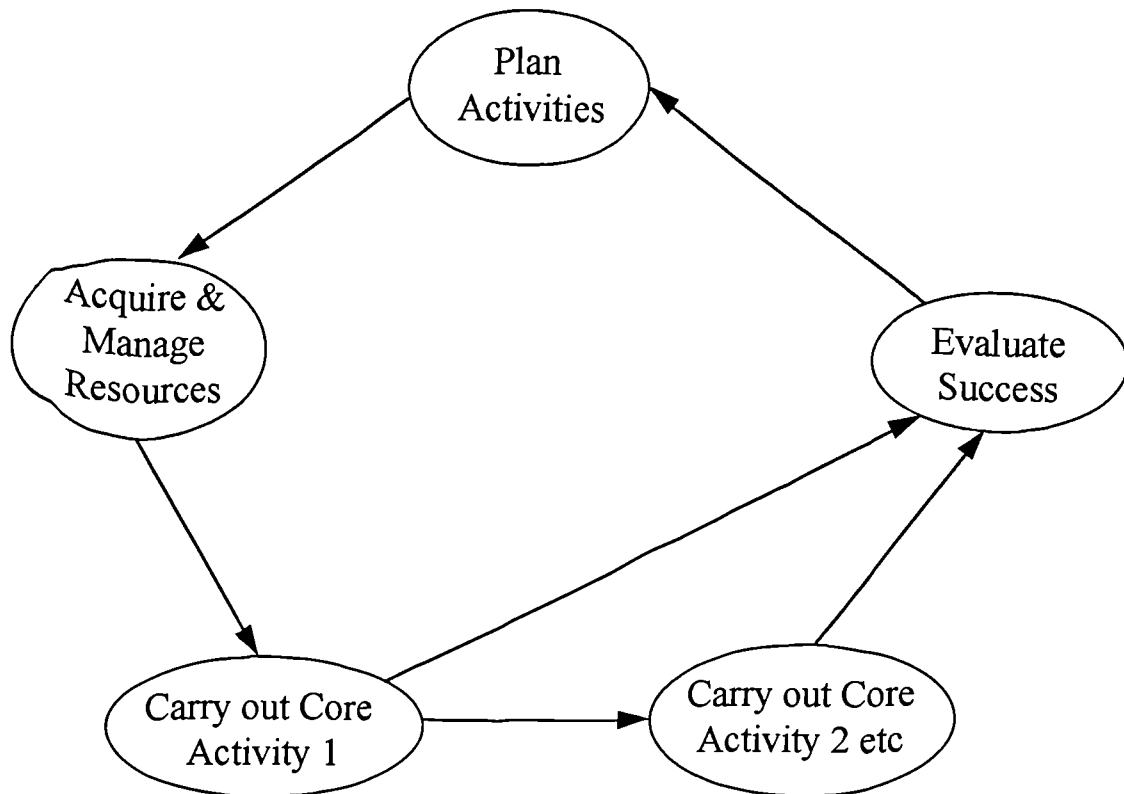 Plan
Activities
Acquire &
Manage
Resources
Evaluate
Success
Carry out Core
Activity 1
Carry out Core
Activity 2 etc